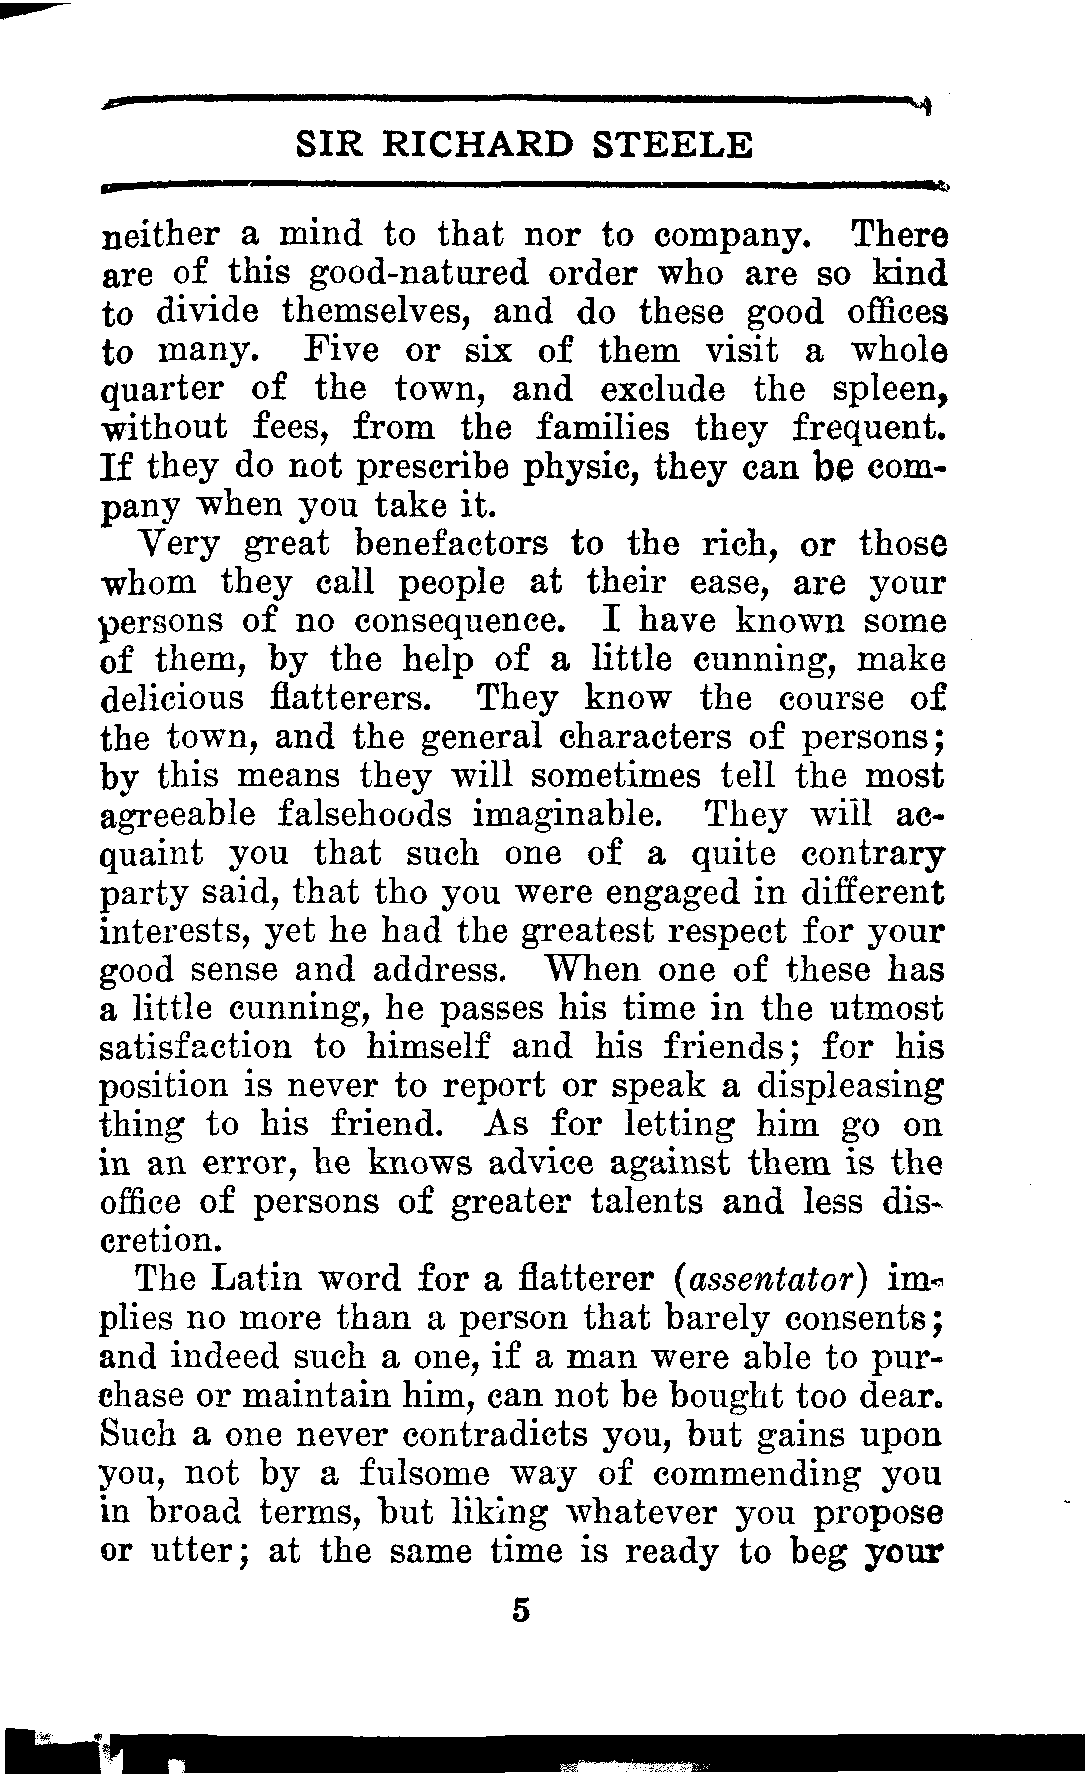 SIR RICHARD STEELE
neither a mind to that nor to company. There
are of this good-natured order who are so kind
to divide themselves, and do these good offices
to many. Five or six of them visit a whole
quarter of the town, and exclude the spleen,
without fees, from the families they frequent.
If they do not prescribe physic, they can be com-
pany when you take it.
Very great benefactors to the rich, or those
whom they call people at their ease, are your
persons of no consequence. I have known some
of them, by the help of a little cunning, make
delicious flatterers. They know the course of
the town, and the general characters of persons;
by this means they will sometimes tell the most
agreeable falsehoods imaginable. They will ac-
quaint you that such one of a quite contrary
party said, that tho you were engaged in different
interests, yet he had the greatest respect for your
good sense and address. When one of these has
a little cunning, he passes his time in the utmost
satisfaction to himself and his friends; for his
position is never to report or speak a displeasing
thing to his friend. As for letting him go on
in an error, he knows advice against them is the
office of persons of greater talents and less dis-
cretion.
The Latin word for a flatterer (assentator) im-
plies no more than a person that barely consents;
and indeed such a one, if a man were able to pur-
chase or maintain him, can not be bought too dear.
Such a one never contradicts you, but gains upon
you, not by a fulsome way of commending you
in broad terms, but liking whatever you propose
or utter; at the same time is ready to beg your
5